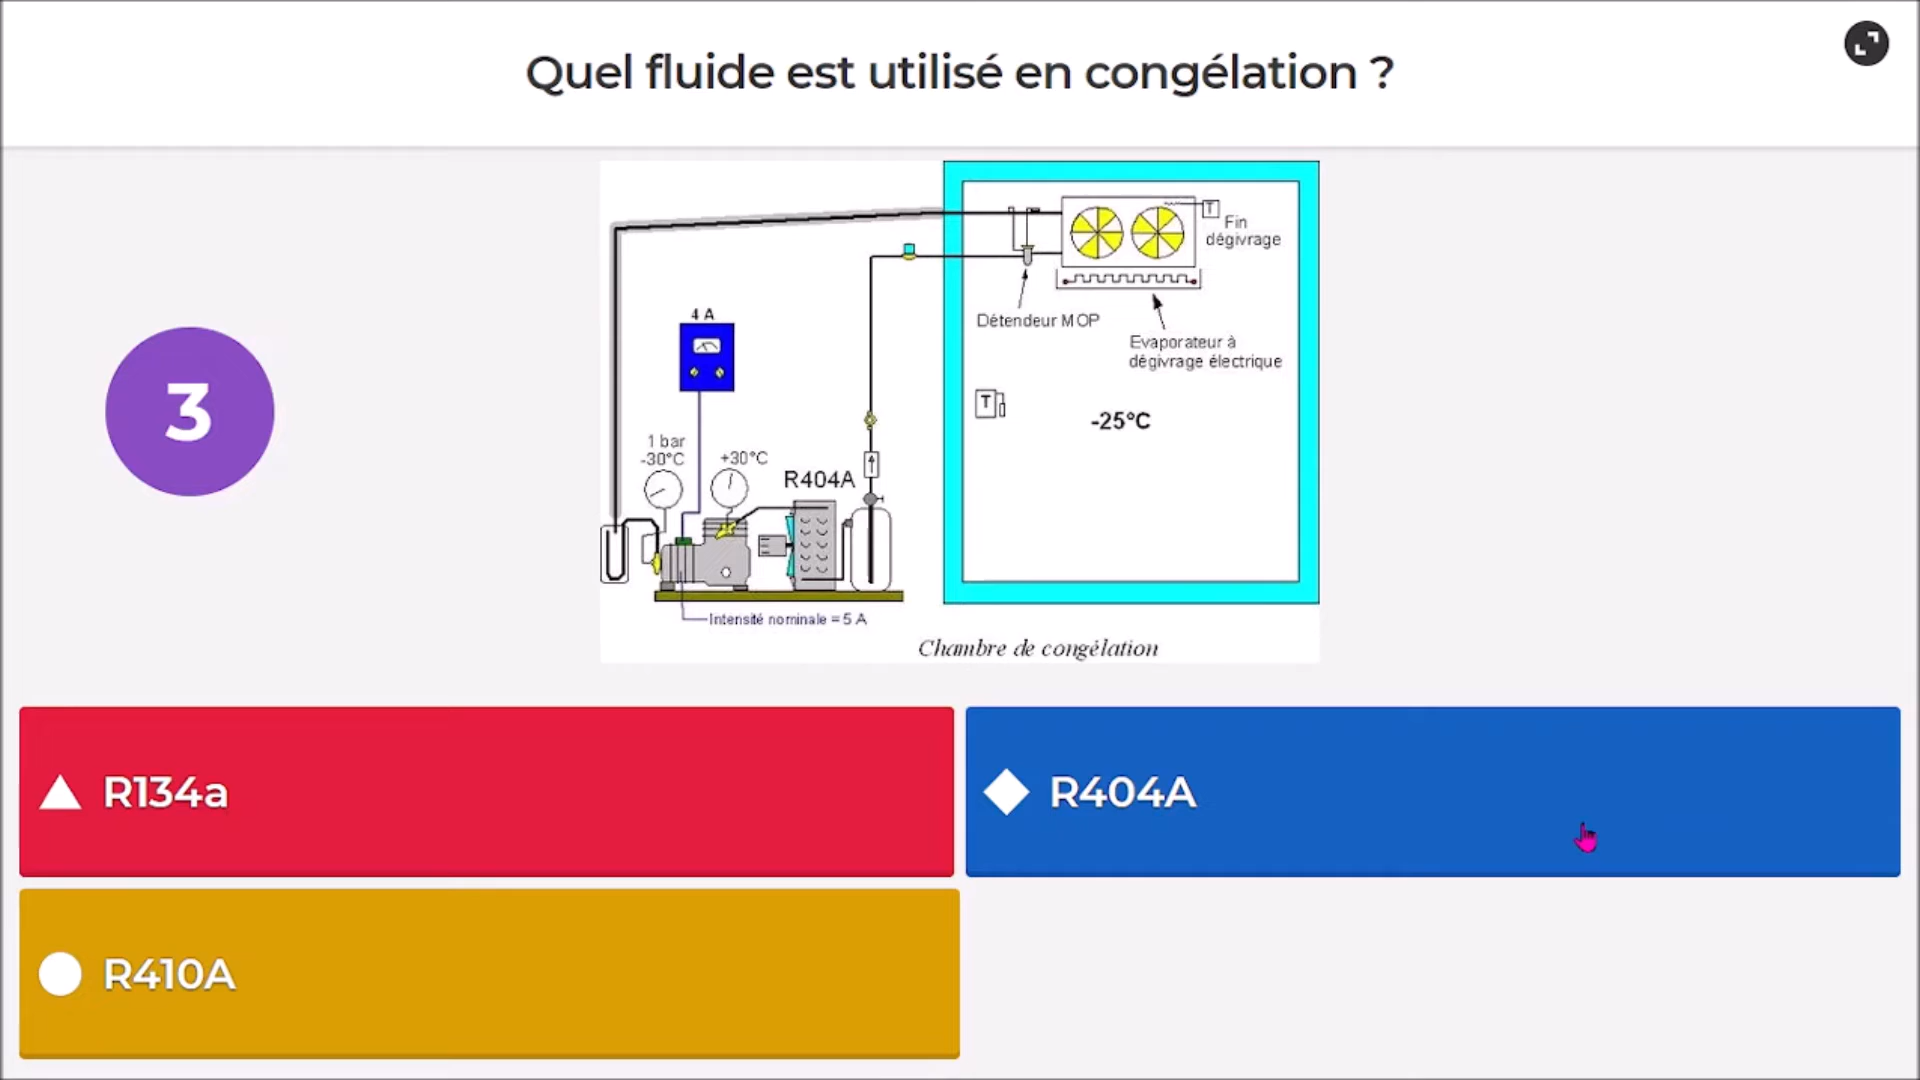 Quel fluide est utilisé en congélation ?
3
T
Fin
dégivrage
Détendeur MOP
Evaporateur à
dégivrage électrique
4 A
T
-25°C
1 bar
-30°C
+30°C
R404A
Intensité nominale = 5 A
Chambre de congélation
R134a
R404A
R410A